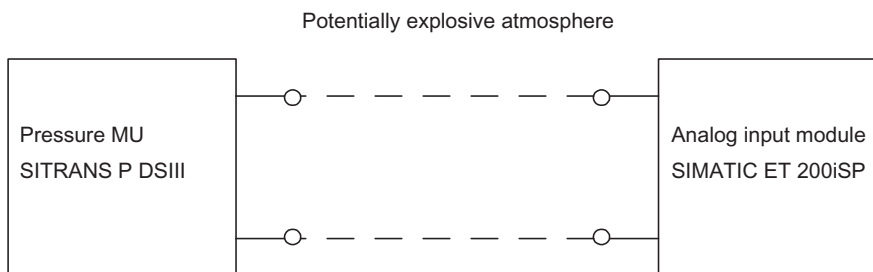 Potentially explosive atmosphere
Pressure MU
SITRANS P DSIII
Analog input module
SIMATIC ET 200iSP